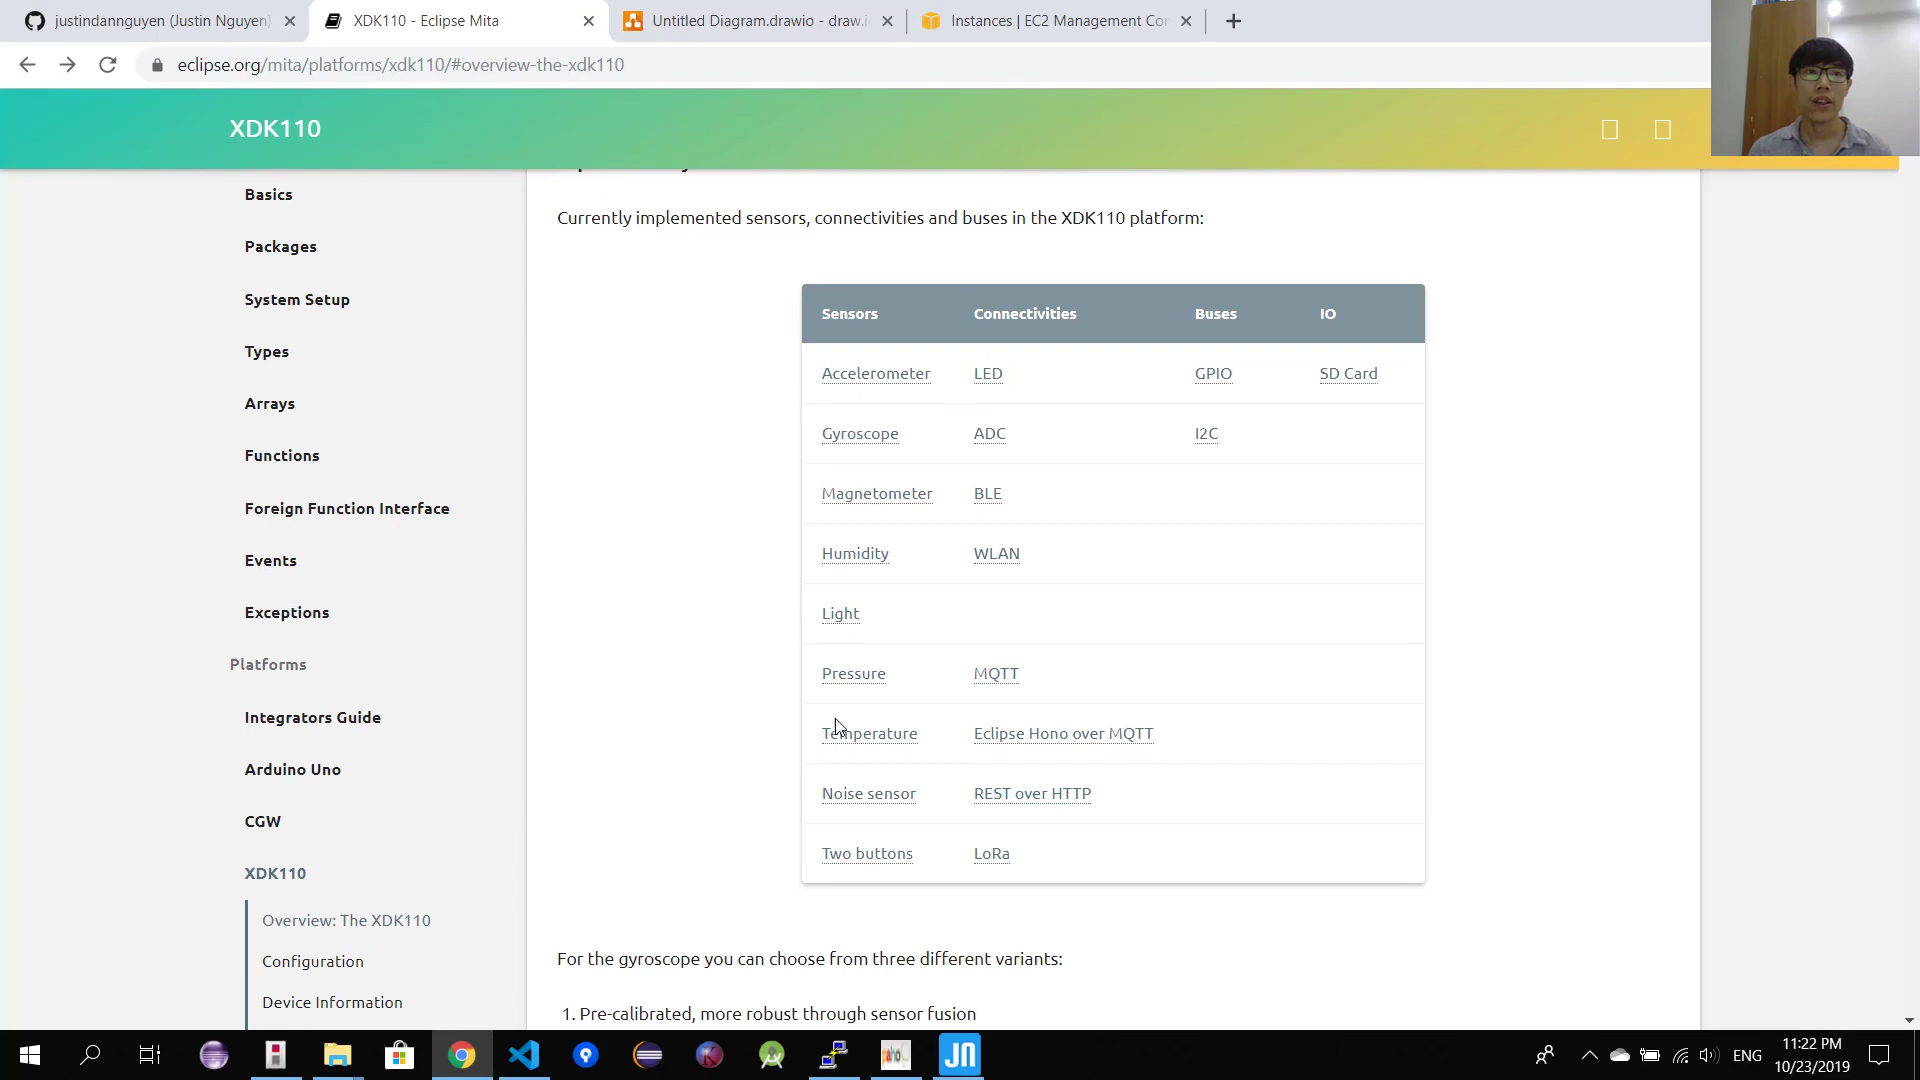 justindannguyen (Justin Nguyen)
XDK110 - Eclipse Mita
Untitled Diagram.drawio - draw.i
Instances | EC2 Management Con
eclipse.org/mita/platforms/xdk110/#overview-the-xdk110
XDK110
Basics
Packages
System Setup
Types
Arrays
Functions
Foreign Function Interface
Events
Exceptions
Platforms
Integrators Guide
Arduino Uno
CGW
XDK110
Overview: The XDK110
Configuration
Device Information
Currently implemented sensors, connectivities and buses in the XDK110 platform:
Sensors Connectivities Buses IO
Accelerometer LED GPIO SD Card
Gyroscope ADC I2C
Magnetometer BLE
Humidity WLAN
Light
Pressure MQTT
Temperature Eclipse Hono over MQTT
Noise sensor REST over HTTP
Two buttons LoRa
For the gyroscope you can choose from three different variants:
1. Pre-calibrated, more robust through sensor fusion
paho
JN
ENG
11:22 PM
10/23/2019